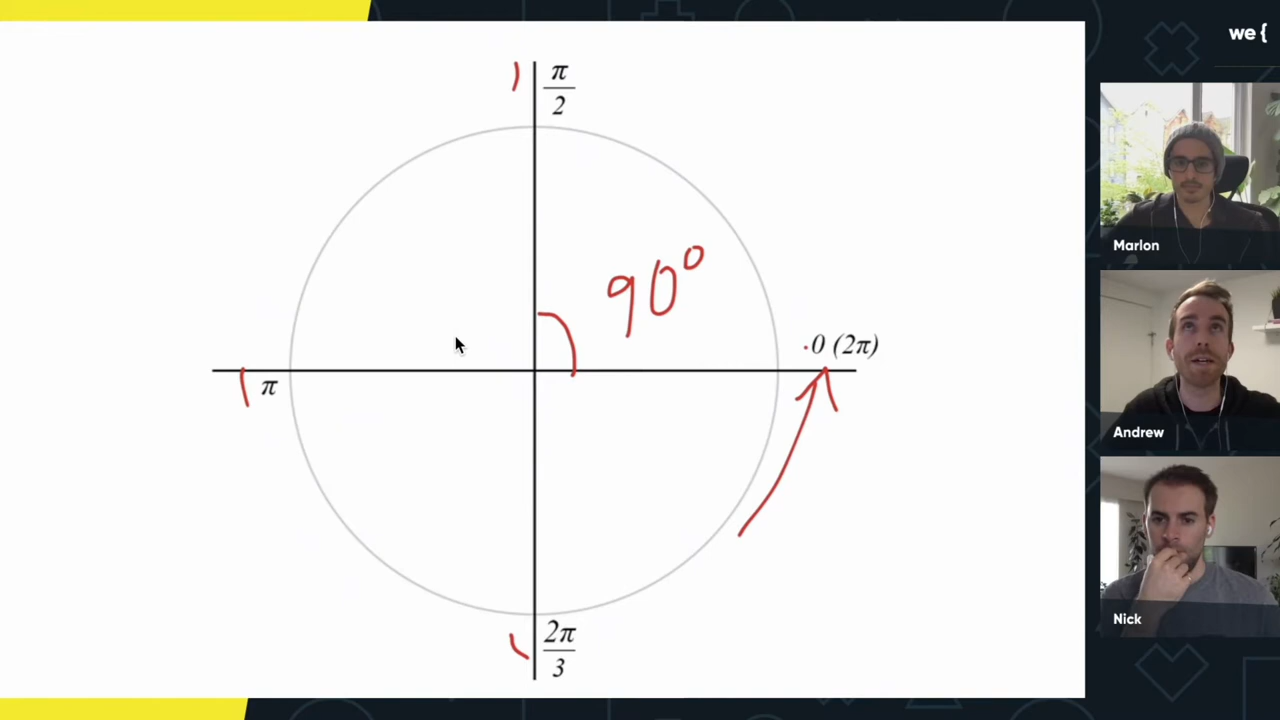 we {
π
2
90°
Marlon
0 (2π)
π
Andrew
2π
3
Nick